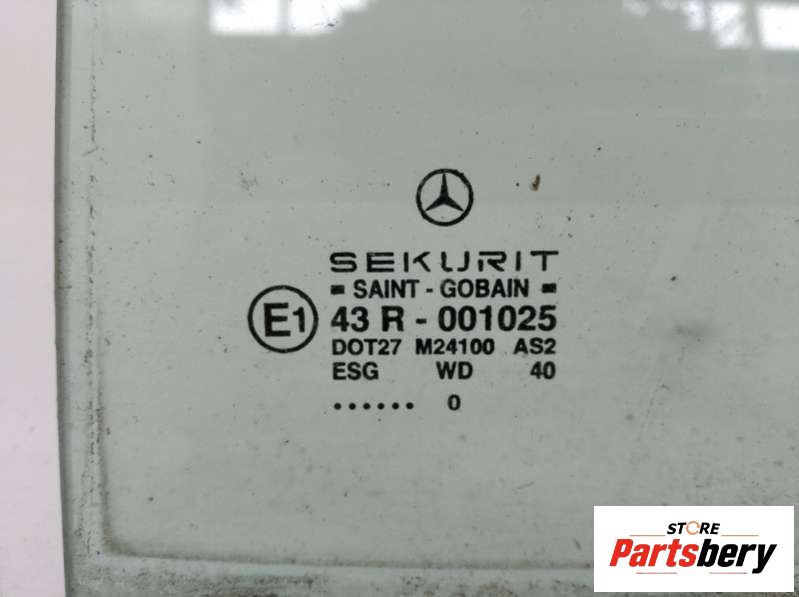 SEKURIT
SAINT - GOBAIN
E1 43 R - 001025
DOT27 M24100 AS2
ESG WD 40
...... 0
STORE
Partsbery